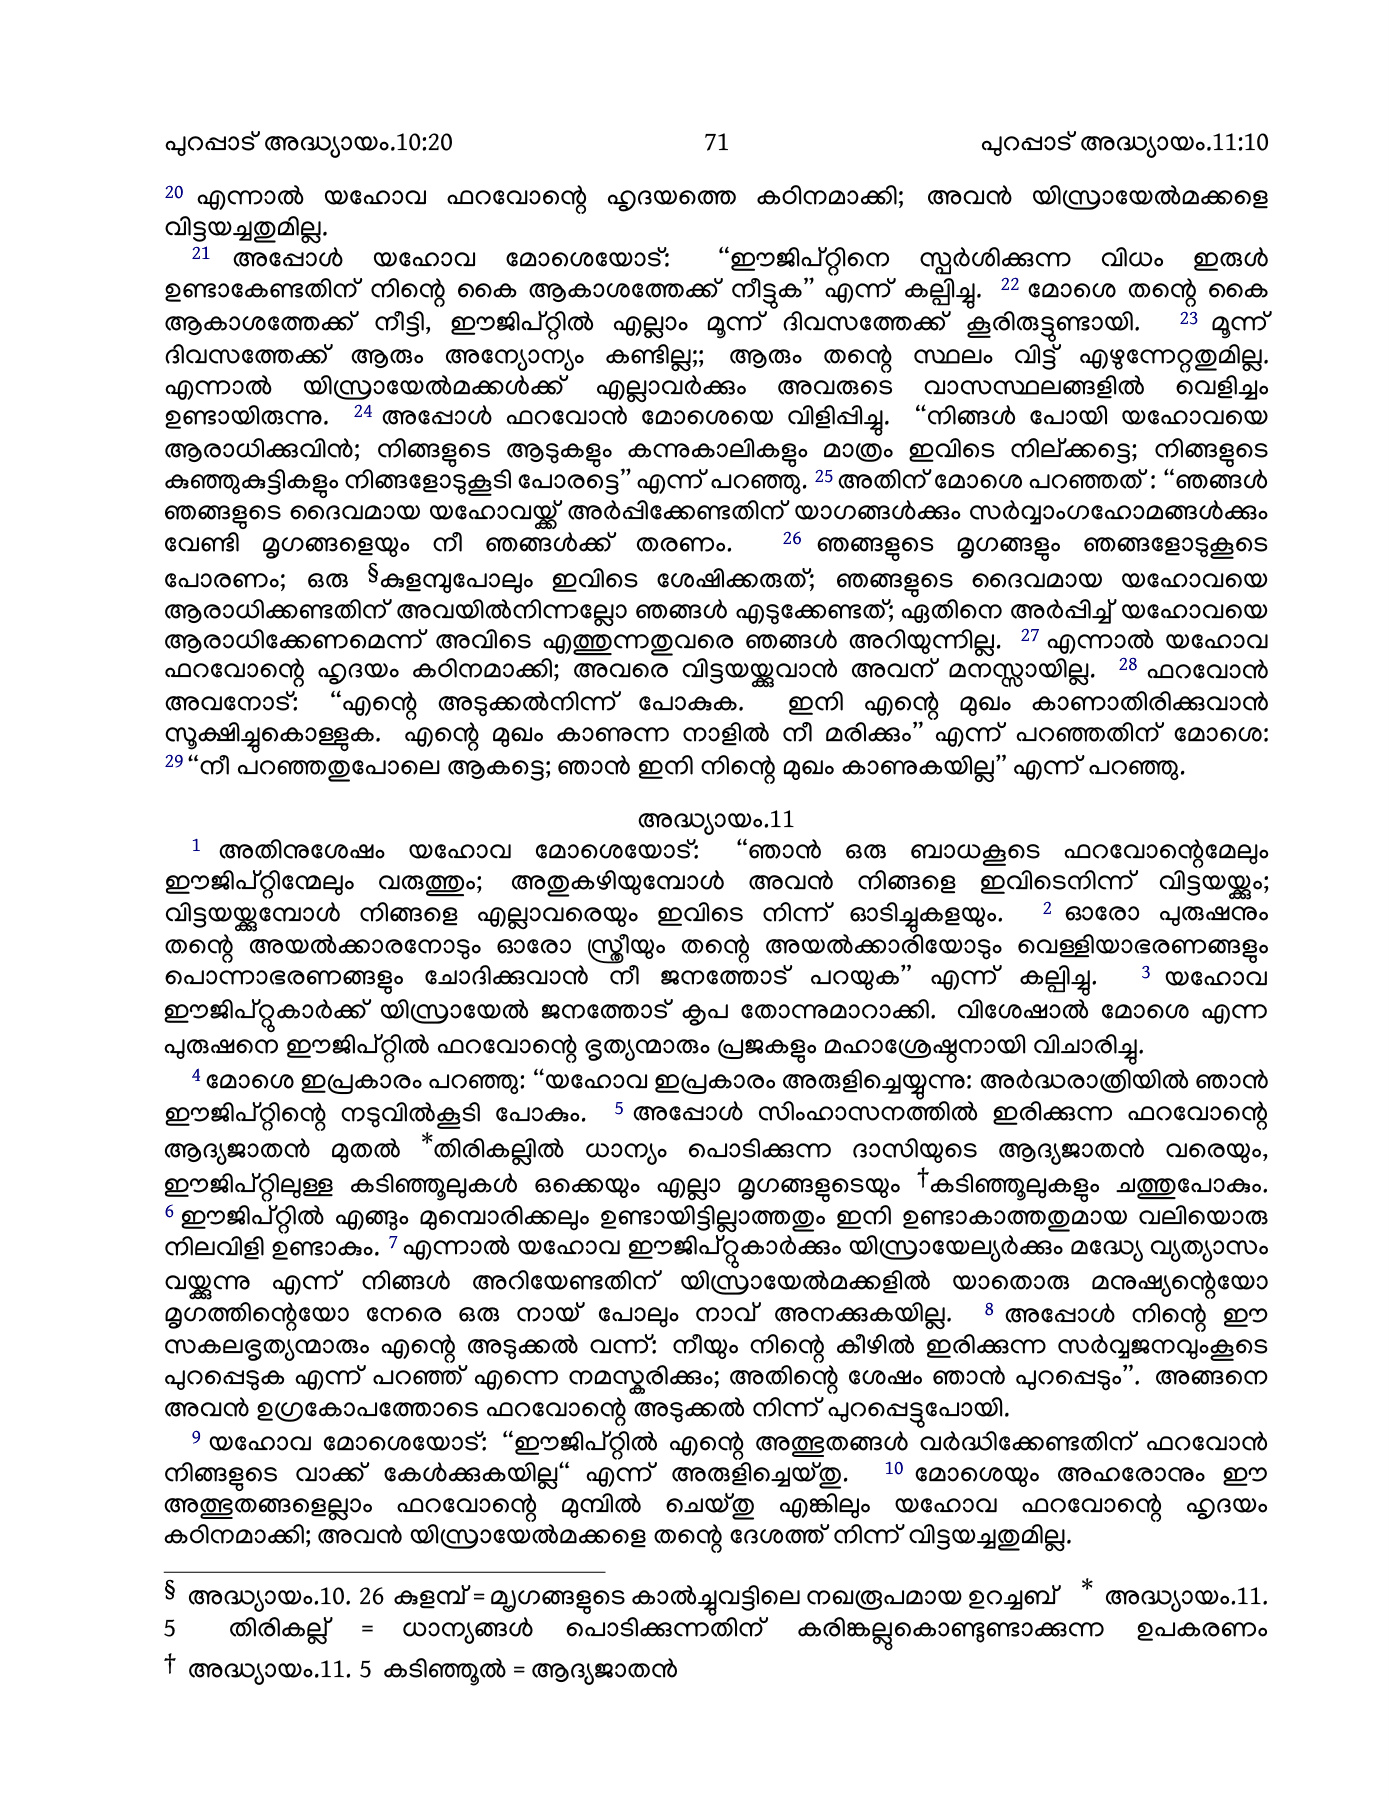 പുറപ്പാട് അദ്ധ്യായം.10:20 71 പുറപ്പാട് അദ്ധ്യായം.11:10
20 എന്നാൽ യഹോവ ഫറവോന്റെ ഹൃദയത്തെ കഠിനമാക്കി; അവൻ യിസ്രായേൽമക്കളെ
വിട്ടയച്ചതുമില്ല.
21 അപ്പോൾ യഹോവ മോശെയോട്: “ഈജിപ്റ്റിനെ സ്പർശിക്കുന്ന വിധം ഇരുൾ
ഉണ്ടാകേണ്ടതിന് നിന്റെ കൈ ആകാശത്തേക്ക് നീട്ടുക” എന്ന് കല്പിച്ചു. 22 മോശെ തന്റെ കൈ
ആകാശത്തേക്ക് നീട്ടി, ഈജിപ്റ്റിൽ എല്ലാം മൂന്ന് ദിവസത്തേക്ക് കൂരിരുട്ടുണ്ടായി. 23 മൂന്ന്
ദിവസത്തേക്ക് ആരും അന്യോന്യം കണ്ടില്ല;; ആരും തന്റെ സ്ഥലം വിട്ട് എഴുന്നേറ്റതുമില്ല.
എന്നാൽ യിസ്രായേൽമക്കൾക്ക് എല്ലാവർക്കും അവരുടെ വാസസ്ഥലങ്ങളിൽ വെളിച്ചം
ഉണ്ടായിരുന്നു. 24 അപ്പോൾ ഫറവോൻ മോശെയെ വിളിപ്പിച്ചു. “നിങ്ങൾ പോയി യഹോവയെ
ആരാധിക്കുവിൻ; നിങ്ങളുടെ ആടുകളും കന്നുകാലികളും മാത്രം ഇവിടെ നില്ക്കട്ടെ; നിങ്ങളുടെ
കുഞ്ഞുകുട്ടികളും നിങ്ങളോടുകൂടി പോരട്ടെ” എന്ന് പറഞ്ഞു. 25 അതിന് മോശെ പറഞ്ഞത് : “ഞങ്ങൾ
ഞങ്ങളുടെ ദൈവമായ യഹോവയ്ക്ക് അർപ്പിക്കേണ്ടതിന് യാഗങ്ങൾക്കും സർവ്വാംഗഹോമങ്ങൾക്കും
വേണ്ടി മൃഗങ്ങളെയും നീ ഞങ്ങൾക്ക് തരണം. 26 ഞങ്ങളുടെ മൃഗങ്ങളും ഞങ്ങളോടുകൂടെ
പോരണം; ഒരു §കുളമ്പുപോലും ഇവിടെ ശേഷിക്കരുത്; ഞങ്ങളുടെ ദൈവമായ യഹോവയെ
ആരാധിക്കണ്ടതിന് അവയിൽനിന്നല്ലോ ഞങ്ങൾ എടുക്കേണ്ടത്; ഏതിനെ അർപ്പിച്ച് യഹോവയെ
ആരാധിക്കേണമെന്ന് അവിടെ എത്തുന്നതുവരെ ഞങ്ങൾ അറിയുന്നില്ല. 27 എന്നാൽ യഹോവ
ഫറവോന്റെ ഹൃദയം കഠിനമാക്കി; അവരെ വിട്ടയയ്ക്കുവാൻ അവന് മനസ്സായില്ല. 28 ഫറവോൻ
അവനോട്: “എന്റെ അടുക്കൽനിന്ന് പോകുക. ഇനി എന്റെ മുഖം കാണാതിരിക്കുവാൻ
സൂക്ഷിച്ചുകൊള്ളുക. എന്റെ മുഖം കാണുന്ന നാളിൽ നീ മരിക്കും” എന്ന് പറഞ്ഞതിന് മോശെ:
29 “നീ പറഞ്ഞതുപോലെ ആകട്ടെ; ഞാൻ ഇനി നിന്റെ മുഖം കാണുകയില്ല” എന്ന് പറഞ്ഞു.
അദ്ധ്യായം.11
1 അതിനുശേഷം യഹോവ മോശെയോട്: “ഞാൻ ഒരു ബാധകൂടെ ഫറവോന്റെമേലും
ഈജിപ്റ്റിന്മേലും വരുത്തും; അതുകഴിയുമ്പോൾ അവൻ നിങ്ങളെ ഇവിടെനിന്ന് വിട്ടയയ്ക്കും;
വിട്ടയയ്ക്കുമ്പോൾ നിങ്ങളെ എല്ലാവരെയും ഇവിടെ നിന്ന് ഓടിച്ചുകളയും. 2 ഓരോ പുരുഷനും
തന്റെ അയൽക്കാരനോടും ഓരോ സ്ത്രീയും തന്റെ അയൽക്കാരിയോടും വെള്ളിയാഭരണങ്ങളും
പൊന്നാഭരണങ്ങളും ചോദിക്കുവാൻ നീ ജനത്തോട് പറയുക” എന്ന് കല്പിച്ചു. 3 യഹോവ
ഈജിപ്റ്റുകാർക്ക് യിസ്രായേൽ ജനത്തോട് കൃപ തോന്നുമാറാക്കി. വിശേഷാൽ മോശെ എന്ന
പുരുഷനെ ഈജിപ്റ്റിൽ ഫറവോന്റെ ഭൃത്യന്മാരും പ്രജകളും മഹാശ്രേഷ്ഠനായി വിചാരിച്ചു.
4 മോശെ ഇപ്രകാരം പറഞ്ഞു: “യഹോവ ഇപ്രകാരം അരുളിച്ചെയ്യുന്നു: അർദ്ധരാത്രിയിൽ ഞാൻ
ഈജിപ്റ്റിന്റെ നടുവിൽകൂടി പോകും. 5 അപ്പോൾ സിംഹാസനത്തിൽ ഇരിക്കുന്ന ഫറവോന്റെ
ആദ്യജാതൻ മുതൽ *തിരികല്ലിൽ ധാന്യം പൊടിക്കുന്ന ദാസിയുടെ ആദ്യജാതൻ വരെയും,
ഈജിപ്റ്റിലുള്ള കടിഞ്ഞൂലുകൾ ഒക്കെയും എല്ലാ മൃഗങ്ങളുടെയും †കടിഞ്ഞൂലുകളും ചത്തുപോകും.
6 ഈജിപ്റ്റിൽ എങ്ങും മുമ്പൊരിക്കലും ഉണ്ടായിട്ടില്ലാത്തതും ഇനി ഉണ്ടാകാത്തതുമായ വലിയൊരു
നിലവിളി ഉണ്ടാകും. 7 എന്നാൽ യഹോവ ഈജിപ്റ്റുകാർക്കും യിസ്രായേല്യർക്കും മദ്ധ്യേ വ്യത്യാസം
വയ്ക്കുന്നു എന്ന് നിങ്ങൾ അറിയേണ്ടതിന് യിസ്രായേൽമക്കളിൽ യാതൊരു മനുഷ്യന്റെയോ
മൃഗത്തിന്റെയോ നേരെ ഒരു നായ് പോലും നാവ് അനക്കുകയില്ല. 8 അപ്പോൾ നിന്റെ ഈ
സകലഭൃത്യന്മാരും എന്റെ അടുക്കൽ വന്ന്: നീയും നിന്റെ കീഴിൽ ഇരിക്കുന്ന സർവ്വജനവുംകൂടെ
പുറപ്പെടുക എന്ന് പറഞ്ഞ് എന്നെ നമസ്കരിക്കും; അതിന്റെ ശേഷം ഞാൻ പുറപ്പെടും”. അങ്ങനെ
അവൻ ഉഗ്രകോപത്തോടെ ഫറവോന്റെ അടുക്കൽ നിന്ന് പുറപ്പെട്ടുപോയി.
9 യഹോവ മോശെയോട്: “ഈജിപ്റ്റിൽ എന്റെ അത്ഭുതങ്ങൾ വർദ്ധിക്കേണ്ടതിന് ഫറവോൻ
നിങ്ങളുടെ വാക്ക് കേൾക്കുകയില്ല“ എന്ന് അരുളിച്ചെയ്തു. 10 മോശെയും അഹരോനും ഈ
അത്ഭുതങ്ങളെല്ലാം ഫറവോന്റെ മുമ്പിൽ ചെയ്തു എങ്കിലും യഹോവ ഫറവോന്റെ ഹൃദയം
കഠിനമാക്കി; അവൻ യിസ്രായേൽമക്കളെ തന്റെ ദേശത്ത് നിന്ന് വിട്ടയച്ചതുമില്ല.
§ അദ്ധ്യായം.10. 26 കുളമ്പ് = മൃഗങ്ങളുടെ കാൽച്ചുവട്ടിലെ നഖരൂപമായ ഉറച്ചബ് * അദ്ധ്യായം.11.
5 തിരികല്ല് = ധാന്യങ്ങൾ പൊടിക്കുന്നതിന് കരിങ്കല്ലുകൊണ്ടുണ്ടാക്കുന്ന ഉപകരണം
† അദ്ധ്യായം.11. 5 കടിഞ്ഞൂൽ = ആദ്യജാതൻ